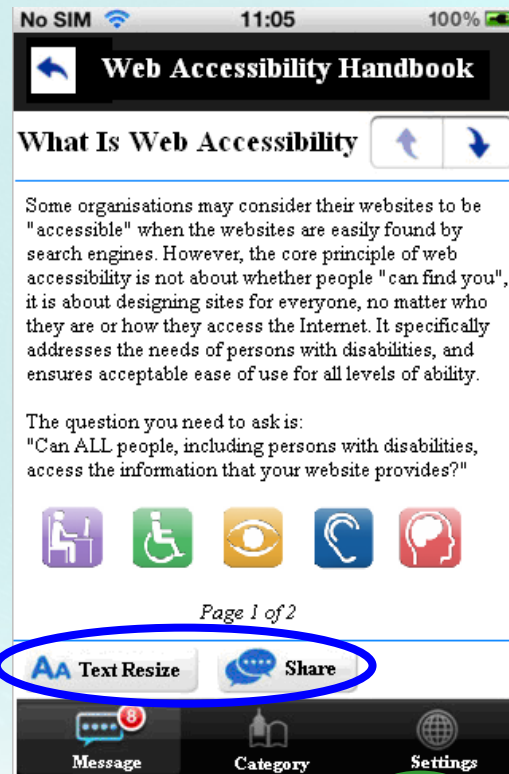 No SIM 11:05 100%
Web Accessibility Handbook
What Is Web Accessibility
Some organisations may consider their websites to be
"accessible" when the websites are easily found by
search engines. However, the core principle of web
accessibility is not about whether people "can find you",
it is about designing sites for everyone, no matter who
they are or how they access the Internet. It specifically
addresses the needs of persons with disabilities, and
ensures acceptable ease of use for all levels of ability.
The question you need to ask is:
"Can ALL people, including persons with disabilities,
access the information that your website provides?"
Page 1 of 2
AA Text Resize Share
8
Message Category Settings